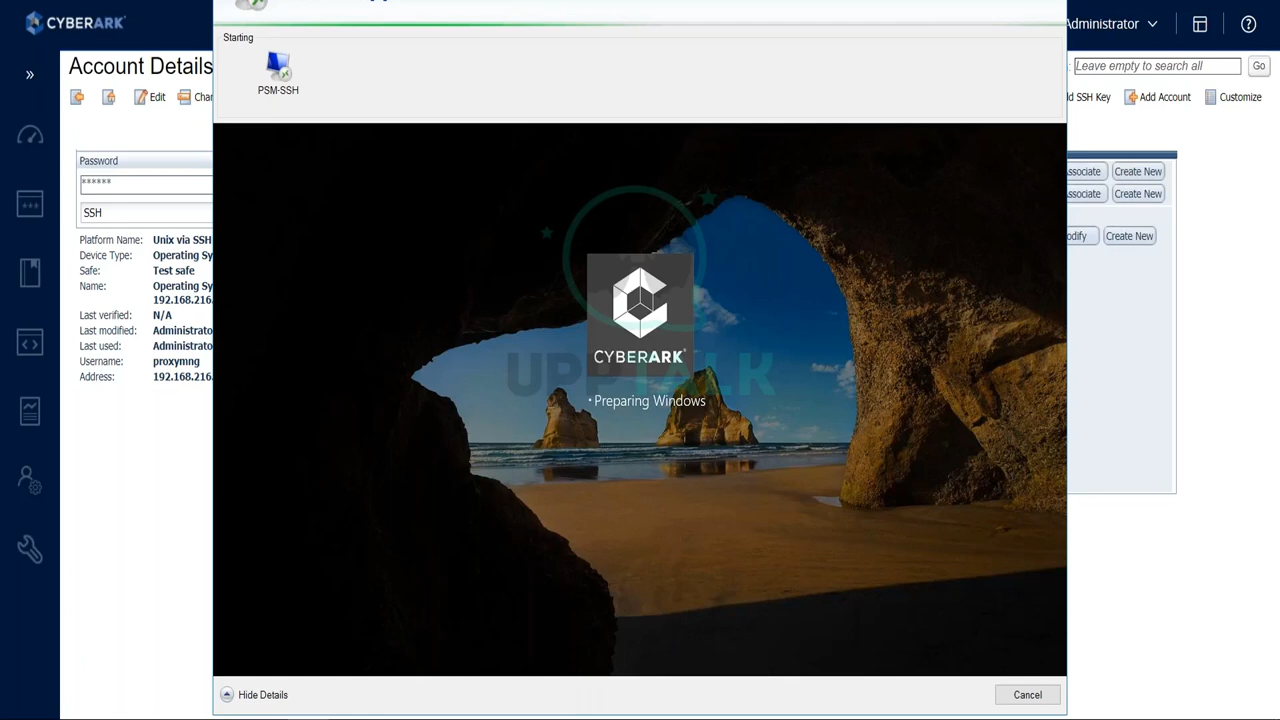 CYBERARK
Administrator
Starting
PSM-SSH
Account Details
Leave empty to search all
Go
Edit
SSH Key
Add Account
Customize
Password
******
SSH
Platform Name: Unix via SSH
Device Type: Operating Sy
Safe: Test safe
Name: Operating Sy
192.168.216.
Last verified: N/A
Last modified: Administrato
Last used: Administrato
Username: proxymng
Address: 192.168.216.
Create New
Create New
Create New
CYBERARK
UPPTALK
Preparing Windows
Hide Details
Cancel